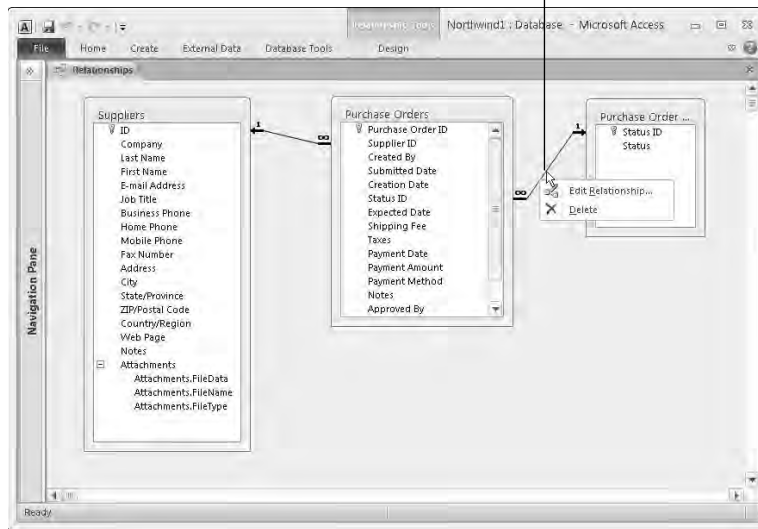 A
Relationship Tools
Northwind1 : Database - Microsoft Access
File
Home
Create
External Data
Database Tools
Design
Relationships
Navigation Pane
Suppliers
ID
Company
Last Name
First Name
E-mail Address
Job Title
Business Phone
Home Phone
Mobile Phone
Fax Number
Address
City
State/Province
ZIP/Postal Code
Country/Region
Web Page
Notes
Attachments
Attachments.FileData
Attachments.FileName
Attachments.FileType
1
∞
Purchase Orders
Purchase Order ID
Supplier ID
Created By
Submitted Date
Creation Date
Status ID
Expected Date
Shipping Fee
Taxes
Payment Date
Payment Amount
Payment Method
Notes
Approved By
∞
1
Purchase Order ...
Status ID
Status
Edit Relationship...
Delete
Ready